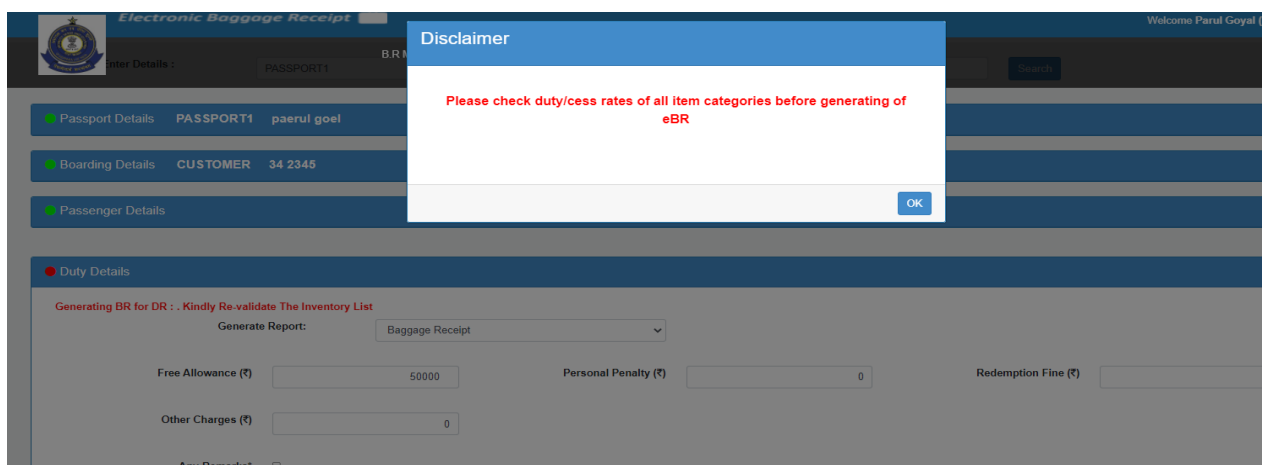 Electronic Baggage Receipt
Welcome Parul Goyal (
Disclaimer
B.R
Enter Details :
PASSPORT1
Search
Please check duty/cess rates of all item categories before generating of
eBR
Passport Details PASSPORT1 paerul goel
Boarding Details CUSTOMER 34 2345
OK
Passenger Details
Duty Details
Generating BR for DR : . Kindly Re-validate The Inventory List
Generate Report: Baggage Receipt
Free Allowance (₹) 50000 Personal Penalty (₹) 0 Redemption Fine (₹)
Other Charges (₹) 0
Any Remarks*